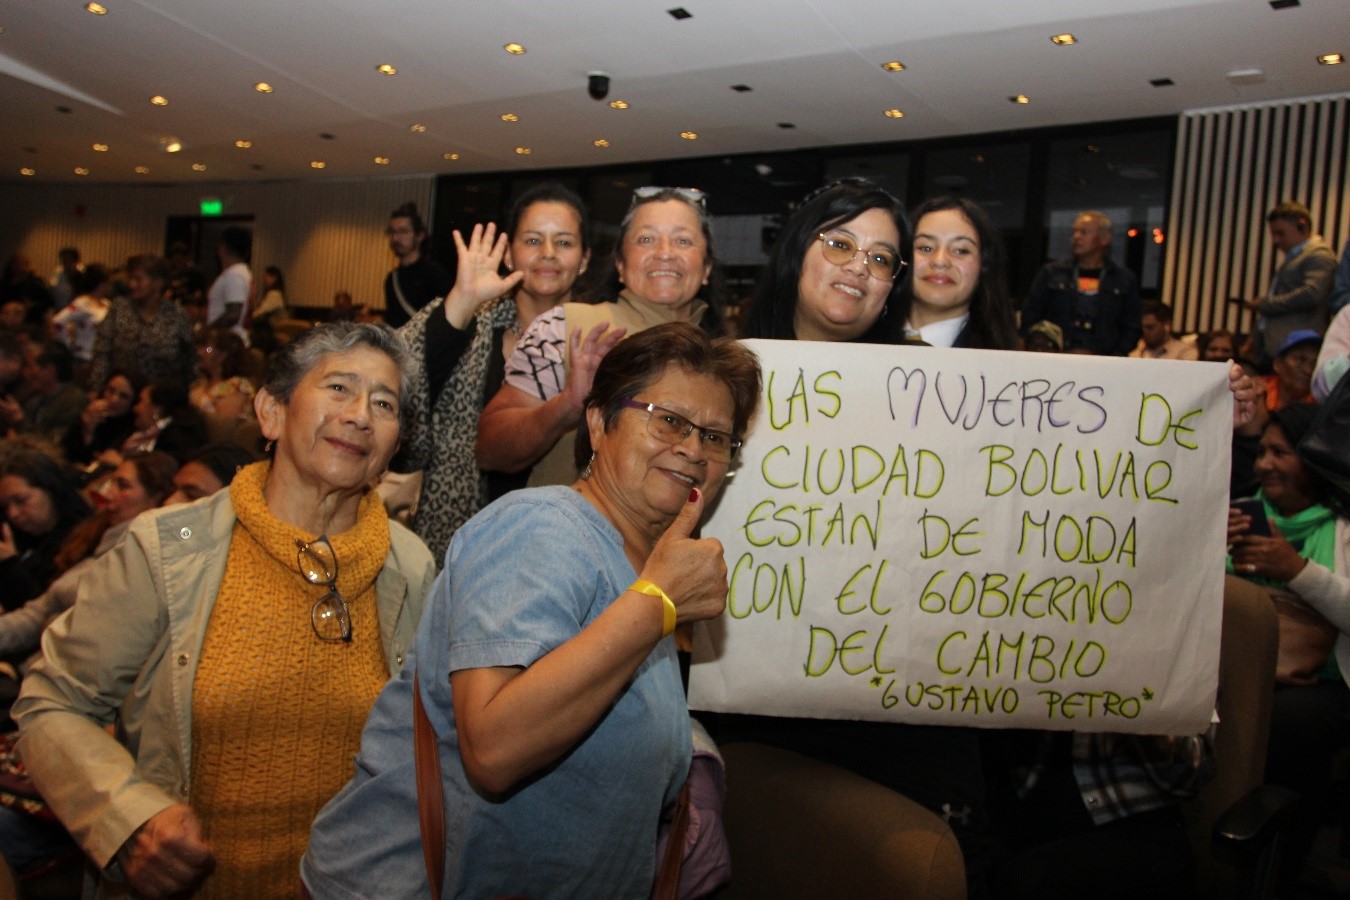 LAS MUJERES DE
CIUDAD BOLIVAR
ESTAN DE MODA
CON EL GOBIERNO
DEL CAMBIO
*GUSTAVO PETRO*